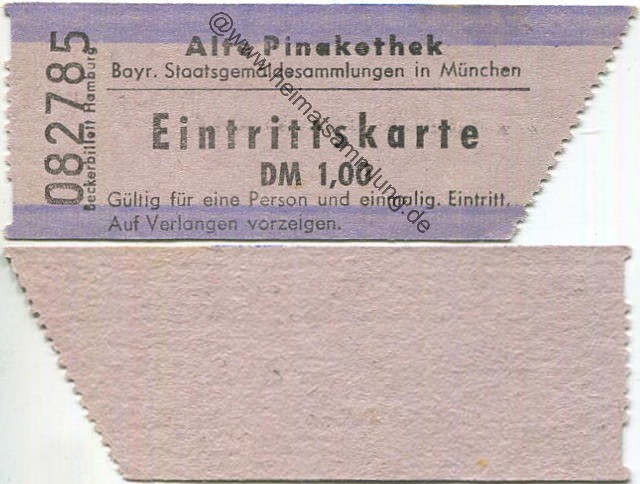 Alte Pinakothek
Bayr. Staatsgemäldesammlungen in München
Eintrittskarte
DM 1,00
Gültig für eine Person und einmalig. Eintritt.
Auf Verlangen vorzeigen.
082785
Beckerbillett Hamburg
@www.heimatsammlung.de